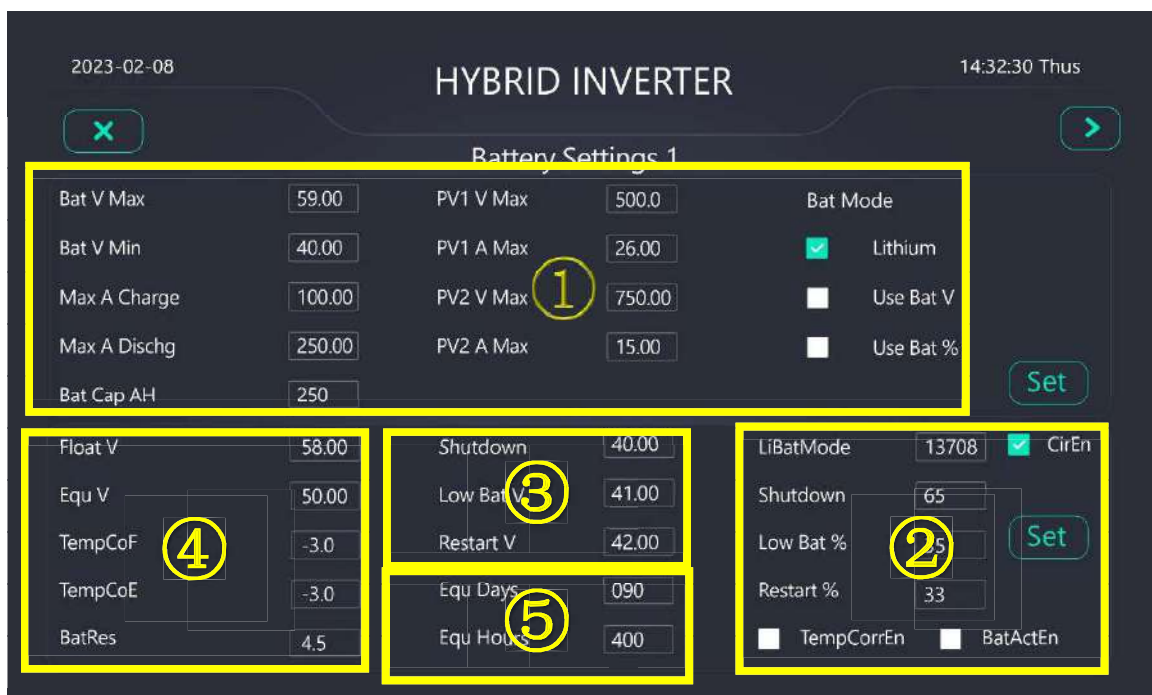 2023-02-08
HYBRID INVERTER
14:32:30 Thus
Battery Settings 1
Bat V Max 59.00 PV1 V Max 500.0 Bat Mode
Bat V Min 40.00 PV1 A Max 26.00 Lithium
Max A Charge 100.00 PV2 V Max ① 750.00 Use Bat V
Max A Dischg 250.00 PV2 A Max 15.00 Use Bat %
Bat Cap AH 250
Set
Float V 58.00 Shutdown 40.00 LiBatMode 13708 CirEn
Equ V 50.00 Low Bat V ③ 41.00 Shutdown 65
TempCoF ④ -3.0 Restart V 42.00 Low Bat % ② Set
TempCoE -3.0 Equ Days 090 Restart % 33
BatRes 4.5 Equ Hours ⑤ 400 TempCorrEn BatActEn